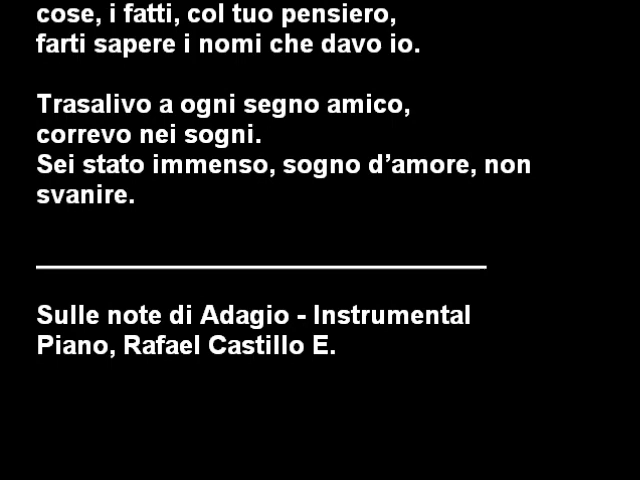 cose, i fatti, col tuo pensiero,
farti sapere i nomi che davo io.
Trasalivo a ogni segno amico,
correvo nei sogni.
Sei stato immenso, sogno d’amore, non
svanire.
Sulle note di Adagio - Instrumental
Piano, Rafael Castillo E.